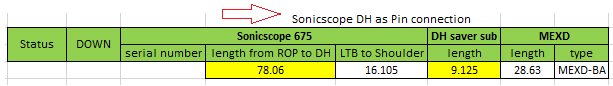 Sonicscope DH as Pin connection
Status DOWN Sonicscope 675 DH saver sub MEXD
serial number length from ROP to DH LTB to Shoulder length length type
78.06 16.105 9.125 28.63 MEXD-BA